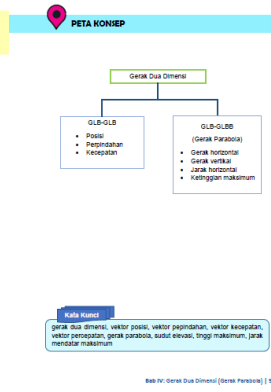 PETA KONSEP
Gerak Dua Dimensi
GLB-GLB
• Posisi
• Perpindahan
• Kecepatan
GLB-GLBB
(Gerak Parabola)
• Gerak horizontal
• Gerak vertikal
• Jarak horizontal
• Ketinggian maksimum
Kata Kunci
gerak dua dimensi, vektor posisi, vektor pepindahan, vektor kecepatan,
vektor percepatan, gerak parabola, sudut elevasi, tinggi maksimum, jarak
mendatar maksimum
Bab IV: Gerak Dua Dimensi (Gerak Parabola) |